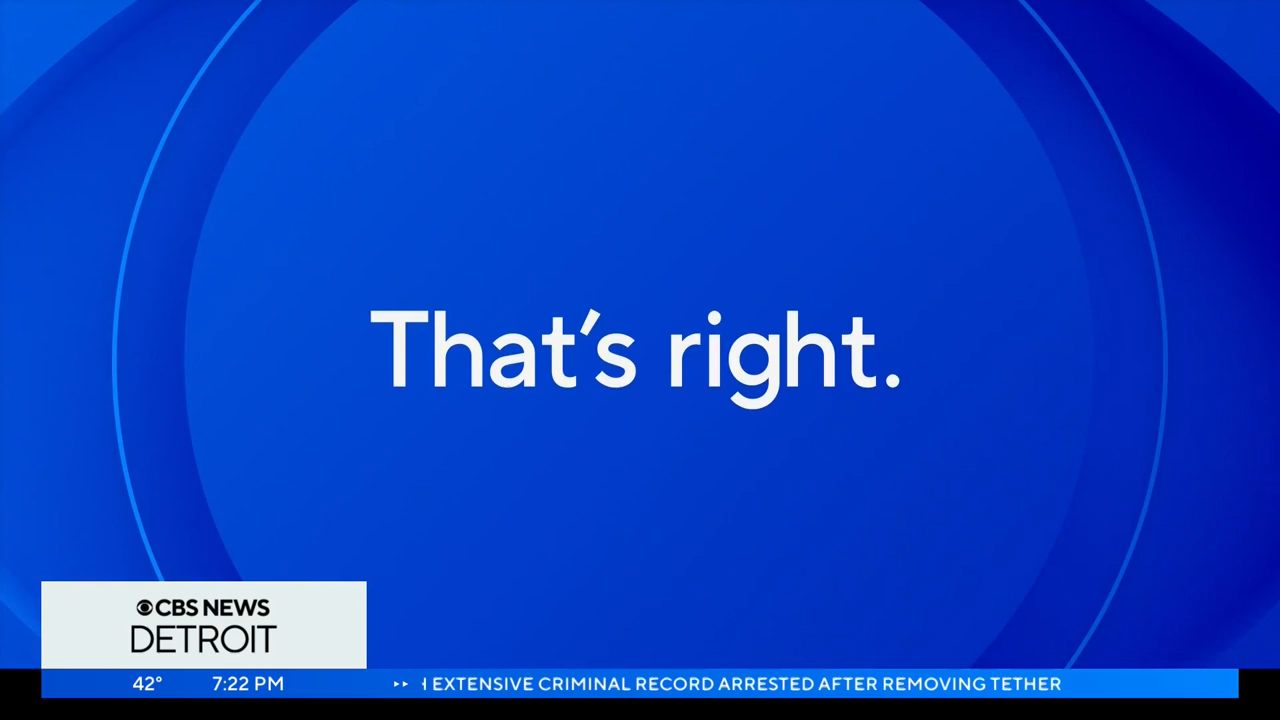 That's right.
CBS NEWS
DETROIT
42° 7:22 PM EXTENSIVE CRIMINAL RECORD ARRESTED AFTER REMOVING TETHER